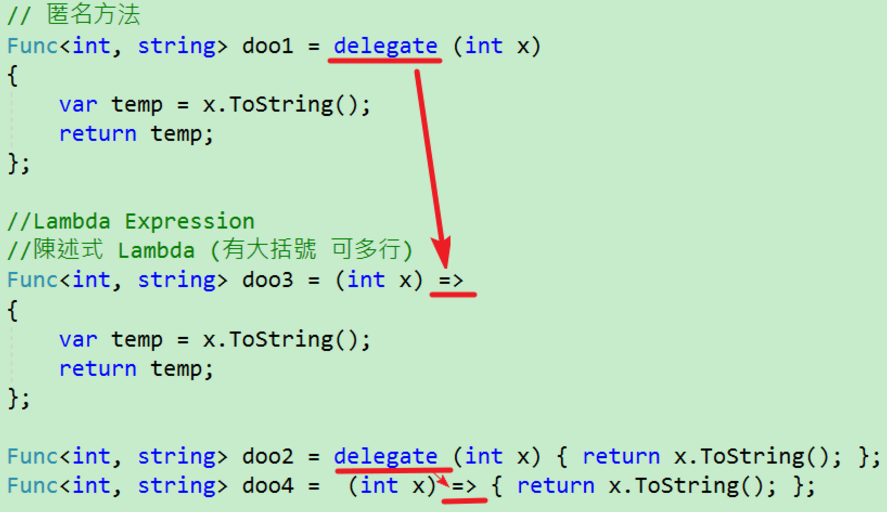 // 匿名方法
Func<int, string> doo1 = delegate (int x)
{
    var temp = x.ToString();
    return temp;
};
//Lambda Expression
//陳述式 Lambda (有大括號 可多行)
Func<int, string> doo3 = (int x) =>
{
    var temp = x.ToString();
    return temp;
};
Func<int, string> doo2 = delegate (int x) { return x.ToString(); };
Func<int, string> doo4 =  (int x) => { return x.ToString(); };